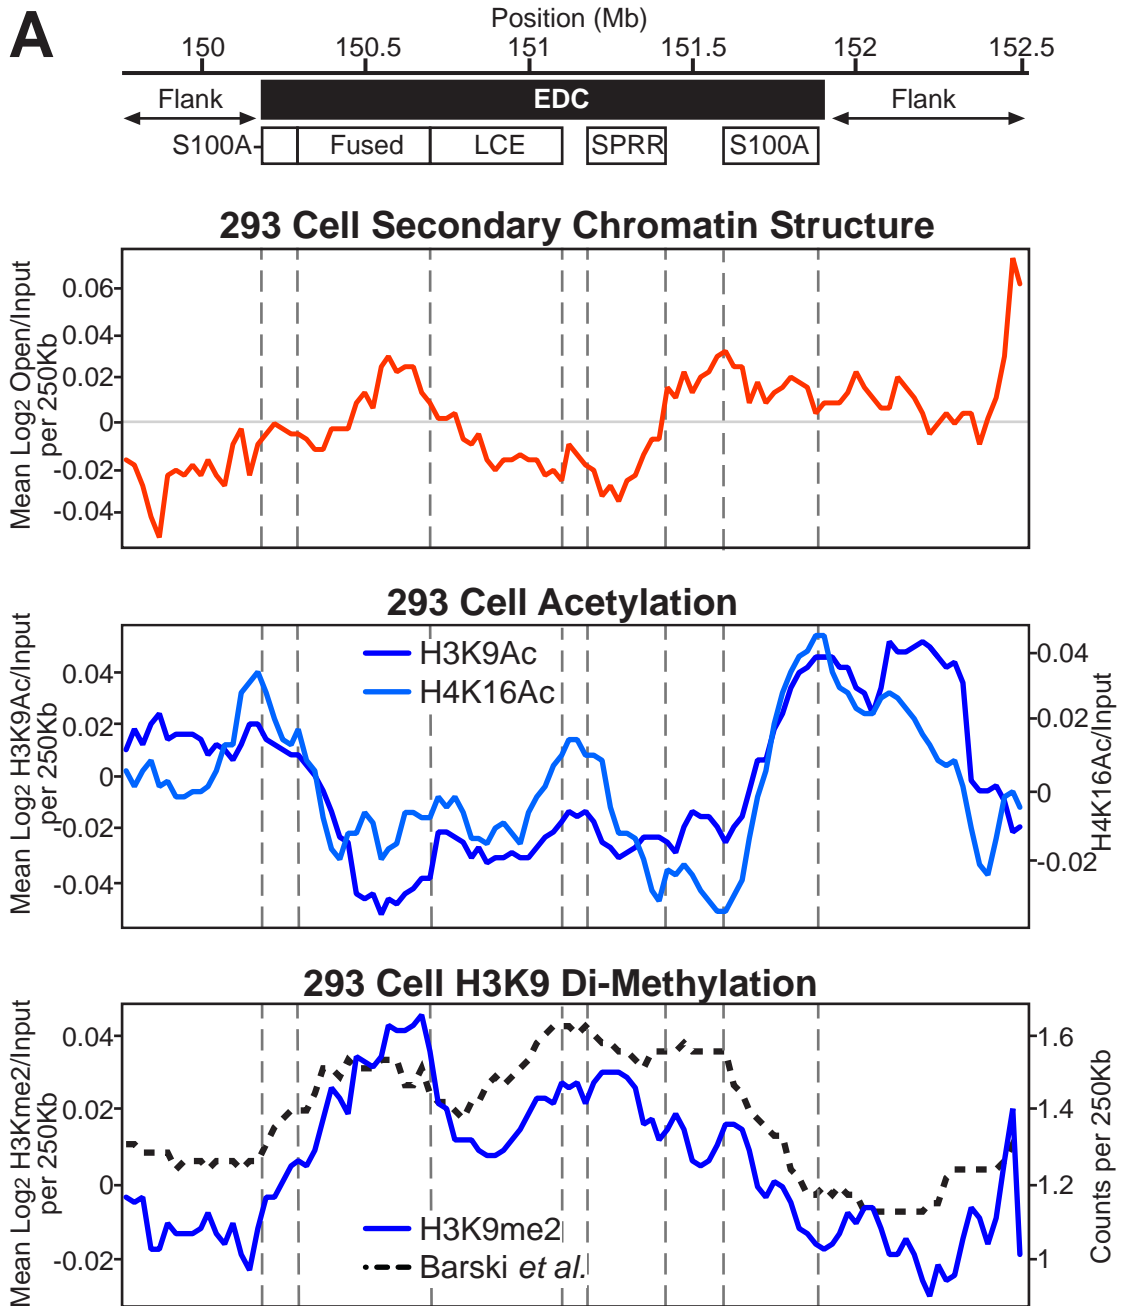 A
Position (Mb)
150 150.5 151 151.5 152 152.5
Flank EDC Flank
S100A Fused LCE SPRR S100A
293 Cell Secondary Chromatin Structure
Mean Log2 Open/Input
per 250Kb
0.06
0.04
0.02
0
-0.02
-0.04
293 Cell Acetylation
Mean Log2 H3K9Ac/Input
per 250Kb
0.04
0.02
0
-0.02
-0.04
H3K9Ac
H4K16Ac
0.04
0.02
0
-0.02
H4K16Ac/Input
293 Cell H3K9 Di-Methylation
Mean Log2 H3Kme2/Input
per 250Kb
0.04
0.02
0
-0.02
H3K9me2
Barski et al.
1.6
1.4
1.2
1
Counts per 250Kb